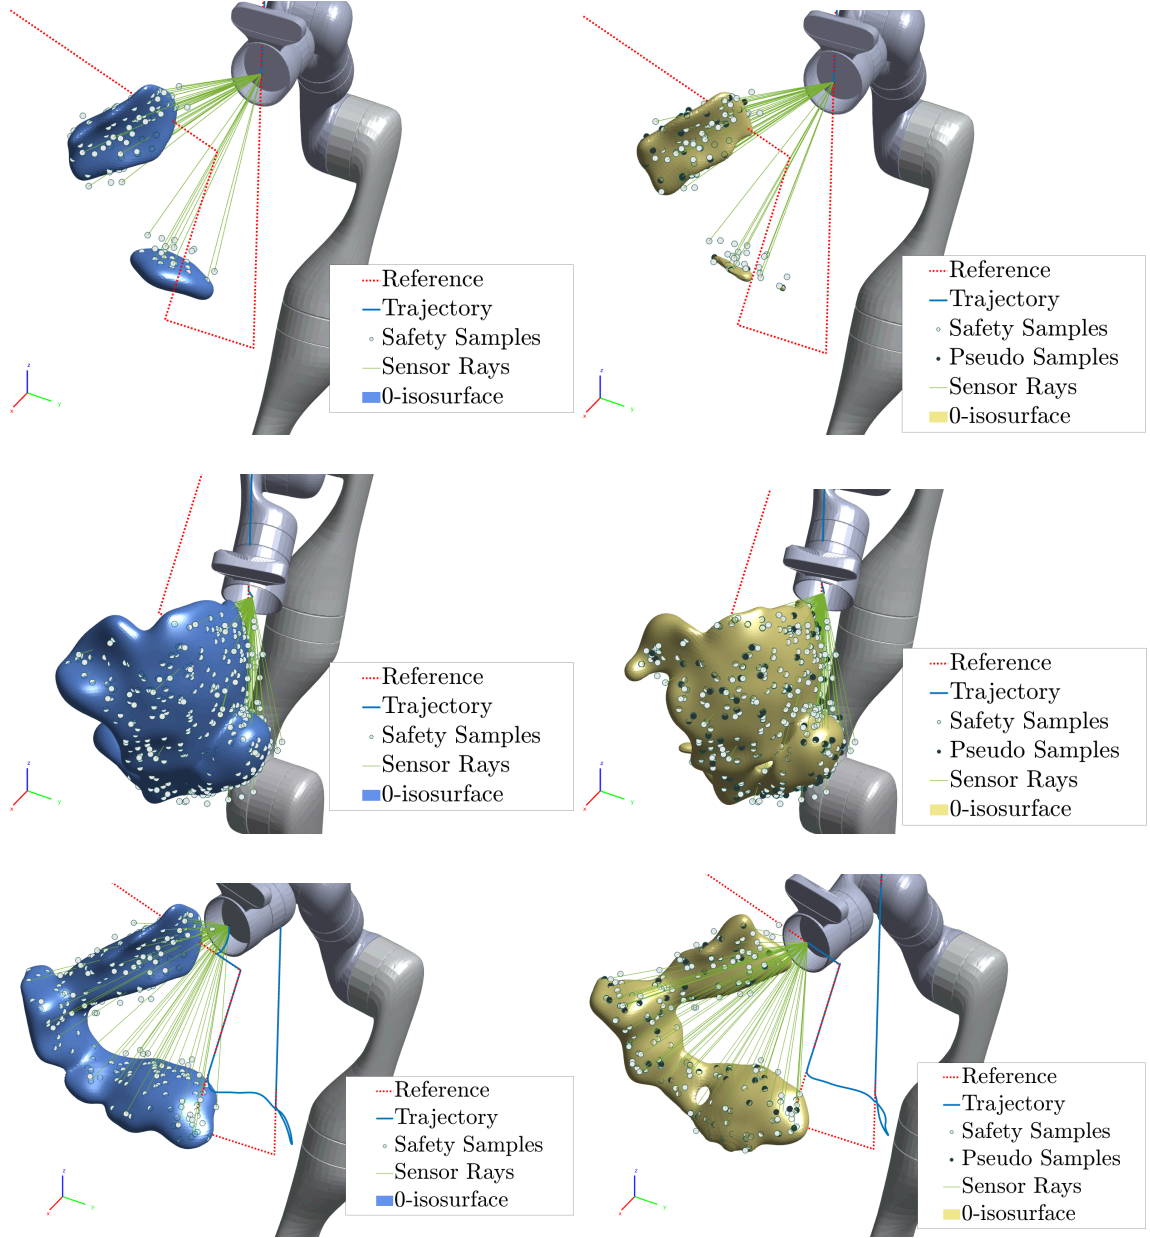 Reference
Trajectory
Safety Samples
Sensor Rays
0-isosurface
z
y
x
Reference
Trajectory
Safety Samples
Pseudo Samples
Sensor Rays
0-isosurface
z
y
x
Reference
Trajectory
Safety Samples
Sensor Rays
0-isosurface
z
y
x
Reference
Trajectory
Safety Samples
Pseudo Samples
Sensor Rays
0-isosurface
z
y
x
Reference
Trajectory
Safety Samples
Sensor Rays
0-isosurface
z
y
x
Reference
Trajectory
Safety Samples
Pseudo Samples
Sensor Rays
0-isosurface
z
y
x